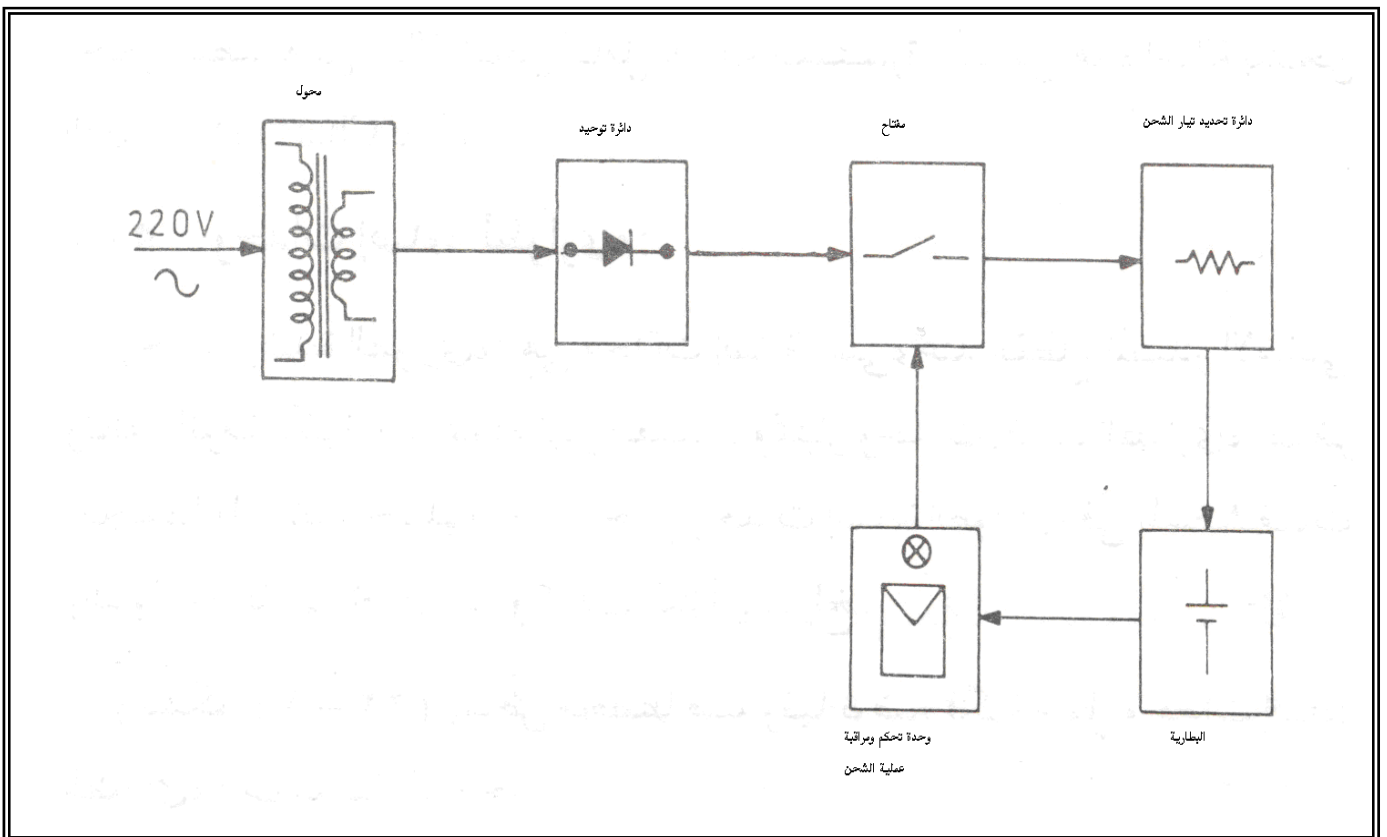 محول
دائرة توحيد
مفتاح
دائرة تحديد تيار الشحن
220V
وحدة تحكم ومراقبة
عملية الشحن
البطارية